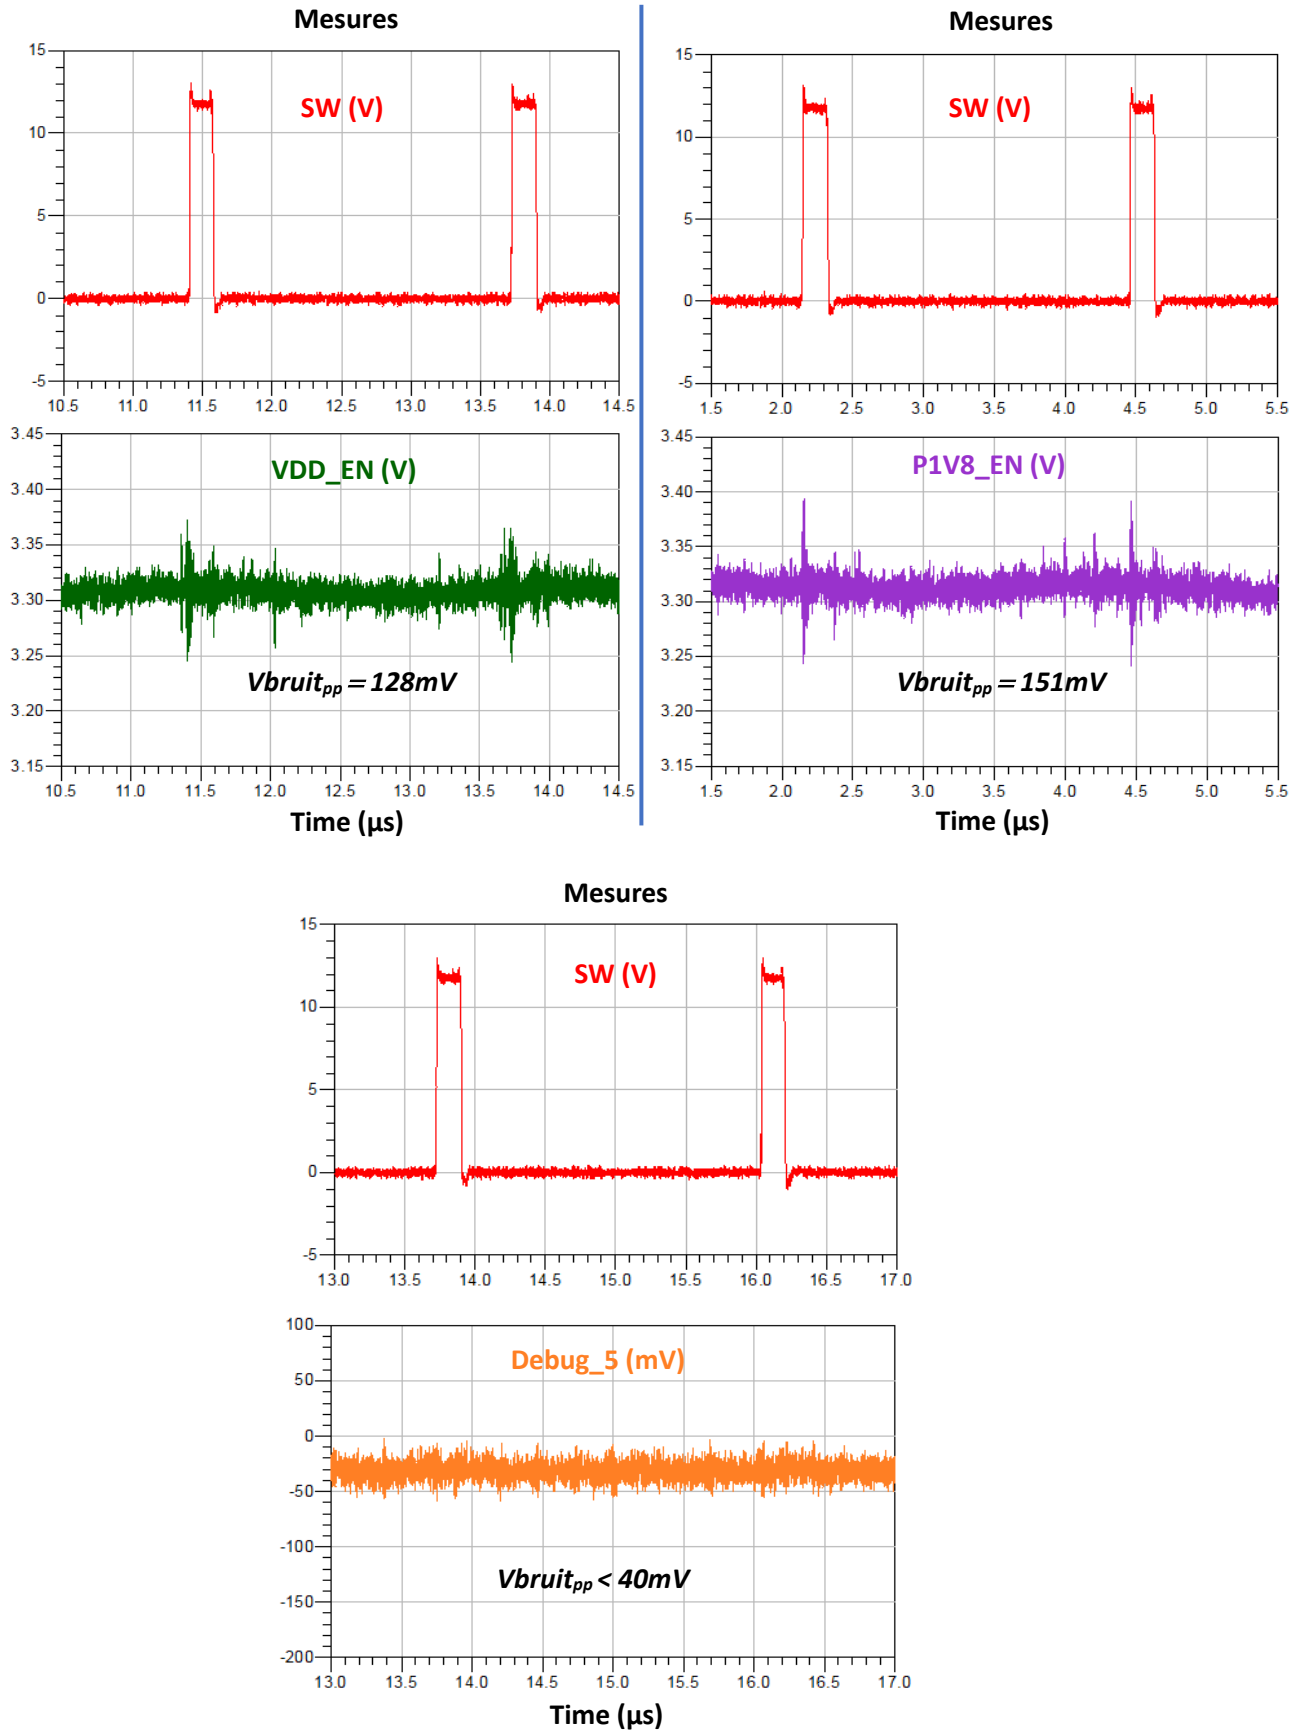 Mesures
15
SW (V)
10
5
0
-5
10.5 11.0 11.5 12.0 12.5 13.0 13.5 14.0 14.5
3.45
VDD_EN (V)
3.40
3.35
3.30
3.25
Vbruitpp = 128mV
3.20
3.15
10.5 11.0 11.5 12.0 12.5 13.0 13.5 14.0 14.5
Time (µs)
Mesures
15
SW (V)
10
5
0
-5
1.5 2.0 2.5 3.0 3.5 4.0 4.5 5.0 5.5
3.45
P1V8_EN (V)
3.40
3.35
3.30
3.25
Vbruitpp = 151mV
3.20
3.15
1.5 2.0 2.5 3.0 3.5 4.0 4.5 5.0 5.5
Time (µs)
Mesures
15
SW (V)
10
5
0
-5
13.0 13.5 14.0 14.5 15.0 15.5 16.0 16.5 17.0
100
Debug_5 (mV)
50
0
-50
-100
Vbruitpp < 40mV
-150
-200
13.0 13.5 14.0 14.5 15.0 15.5 16.0 16.5 17.0
Time (µs)